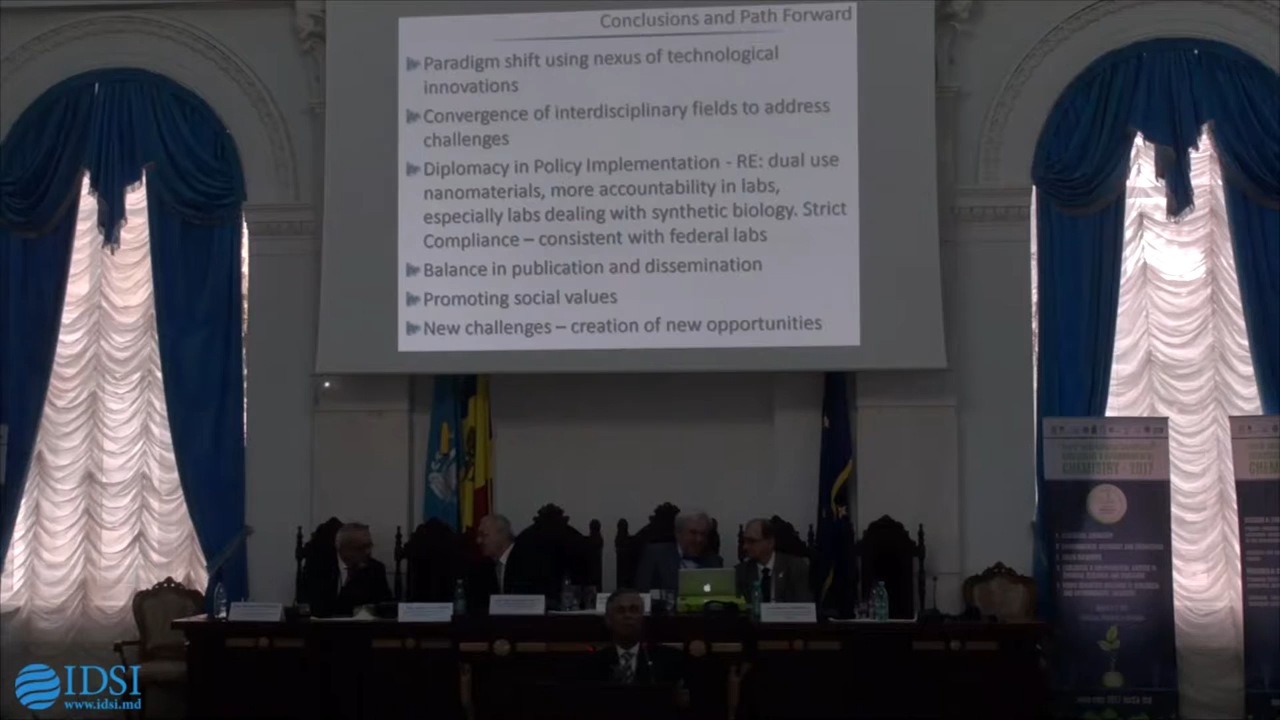 Conclusions and Path Forward
Paradigm shift using nexus of technological
innovations
Convergence of interdisciplinary fields to address
challenges
Diplomacy in Policy Implementation - RE: dual use
nanomaterials, more accountability in labs,
especially labs dealing with synthetic biology. Strict
Compliance – consistent with federal labs
Balance in publication and dissemination
Promoting social values
New challenges – creation of new opportunities
CHEMISTRY - 2017
IDSI
www.idsi.md